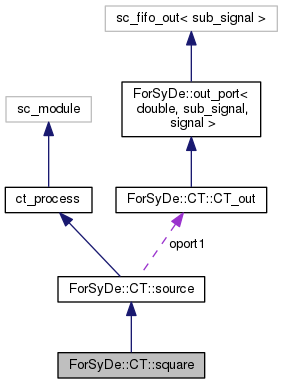 sc_fifo_out< sub_signal >
ForSyDe::out_port<
double, sub_signal,
signal >
sc_module
ct_process
ForSyDe::CT::CT_out
oport1
ForSyDe::CT::source
ForSyDe::CT::square